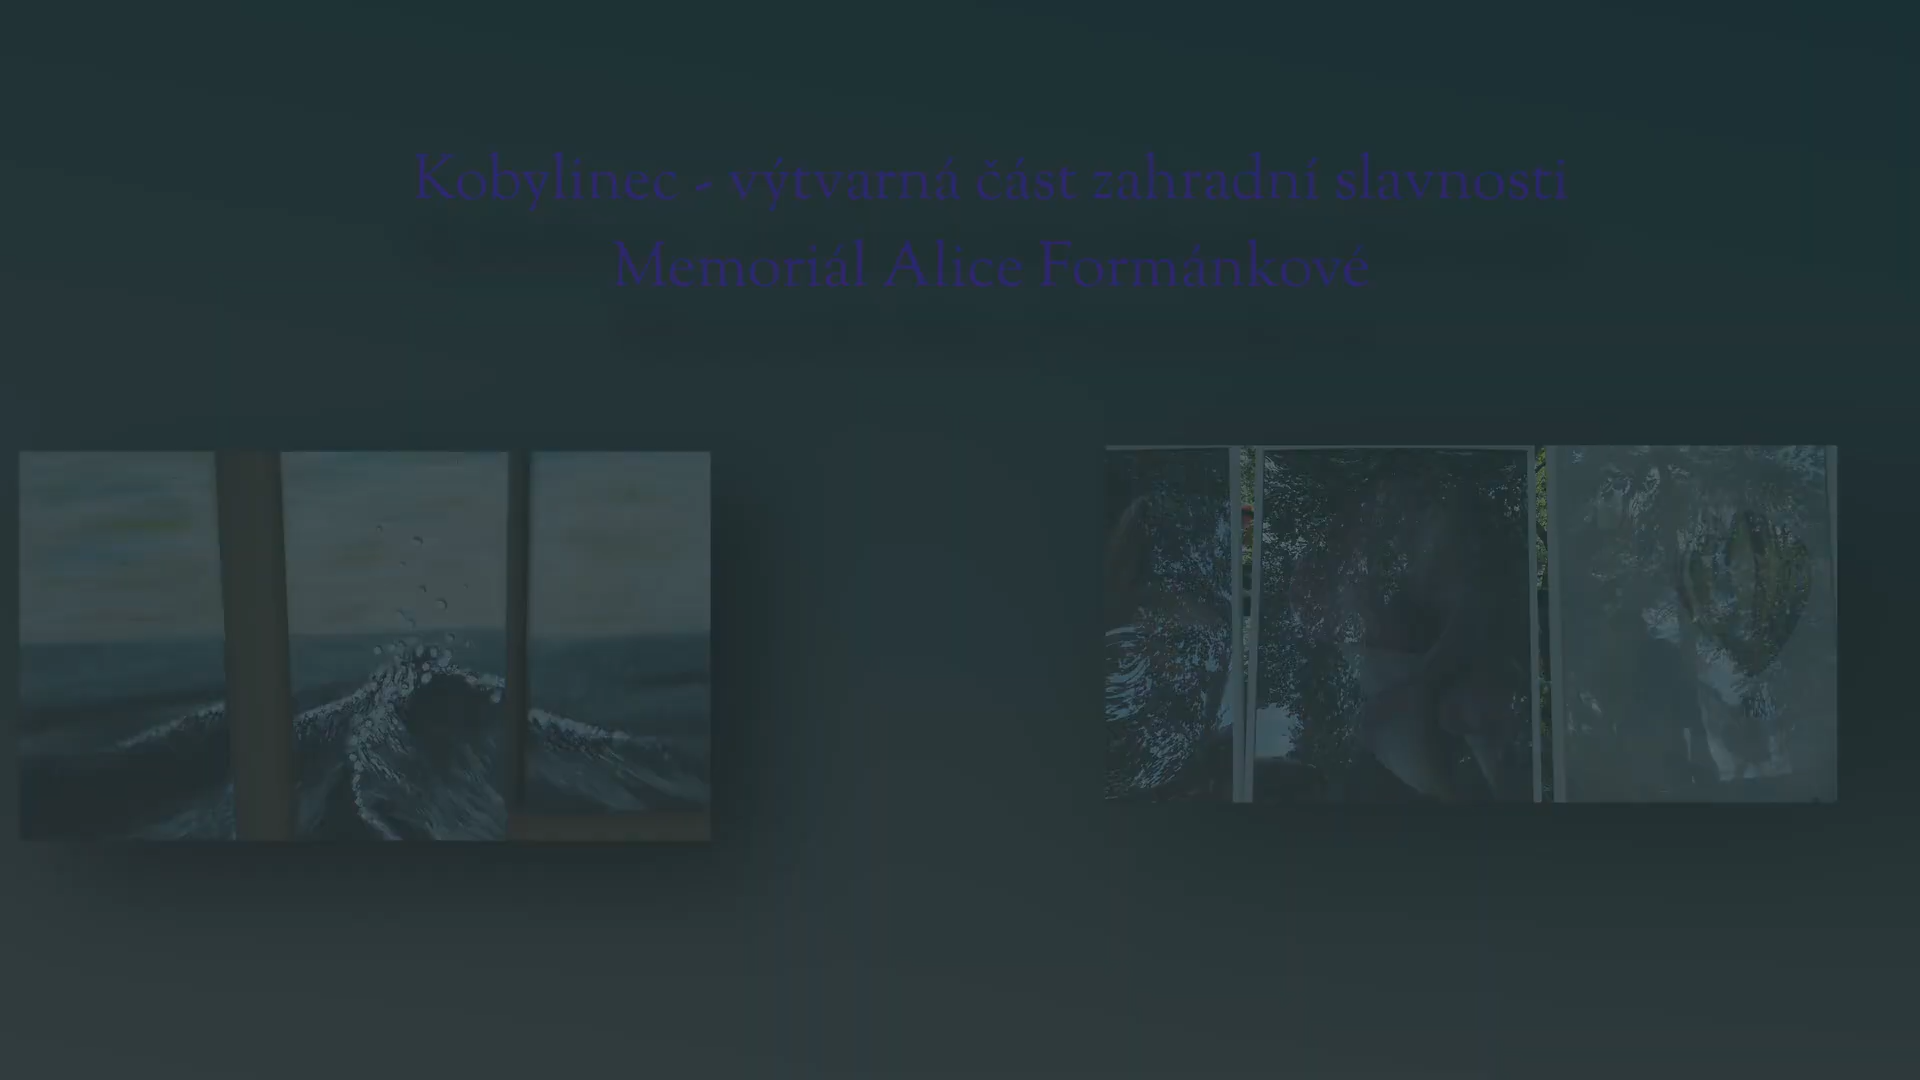 Kobylinec - výtvarná část zahradní slavnosti
Memoriál Alice Formánkové